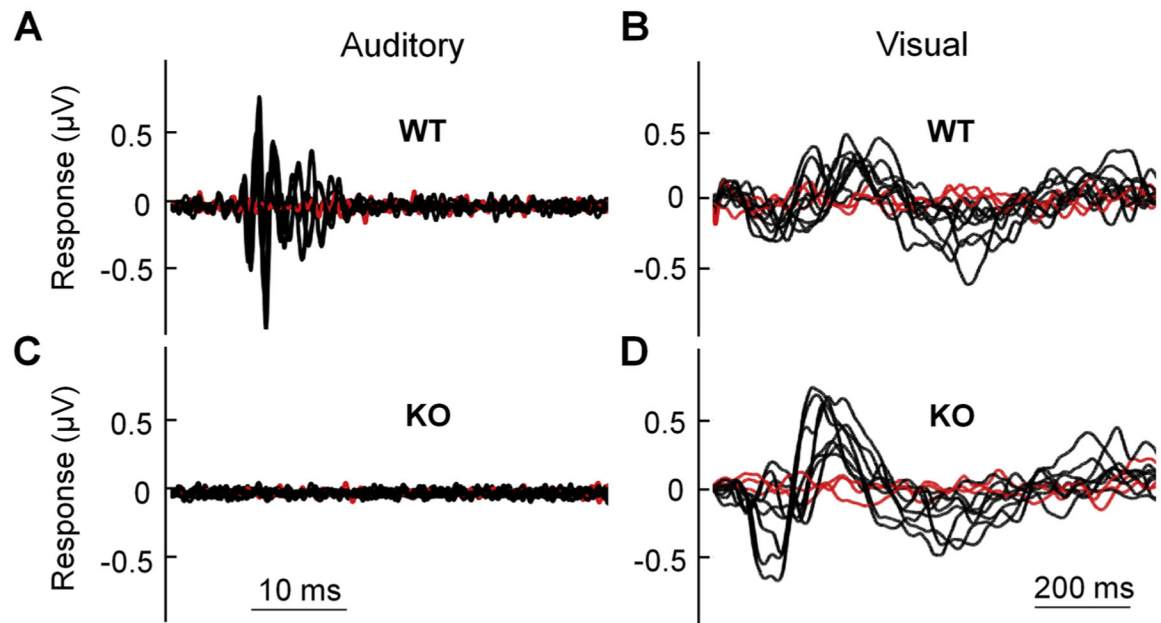 A
Auditory
Response (µV)
0.5
0
-0.5
WT
B
Visual
0.5
0
-0.5
WT
C
Response (µV)
0.5
0
-0.5
KO
10 ms
D
0.5
0
-0.5
KO
200 ms